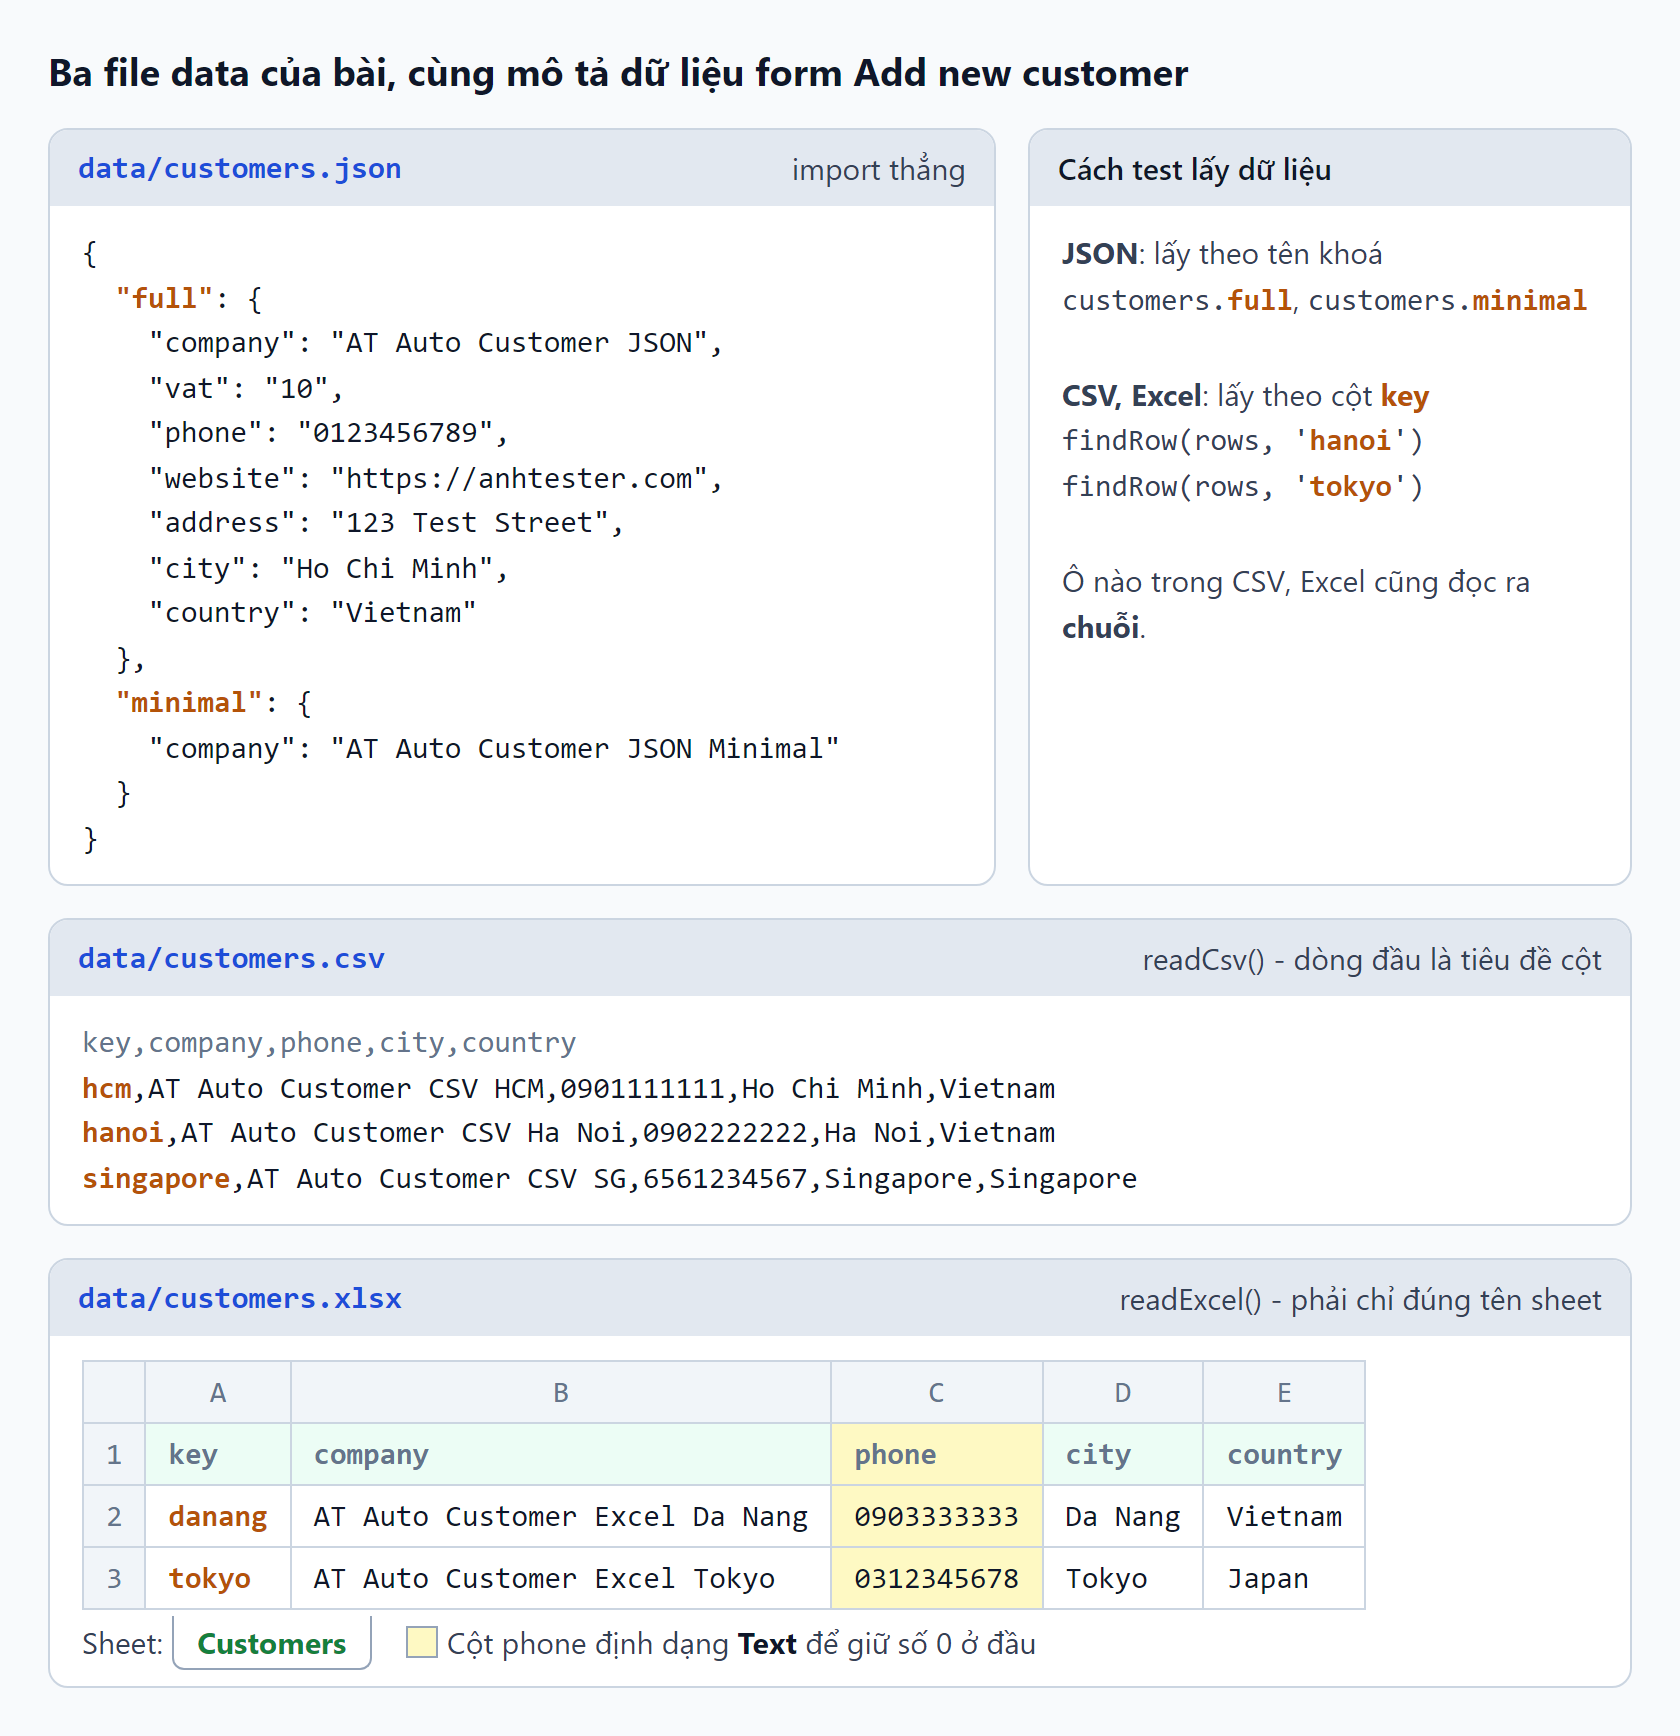 Ba file data của bài, cùng mô tả dữ liệu form Add new customer
data/customers.json import thẳng
{
  "full": {
    "company": "AT Auto Customer JSON",
    "vat": "10",
    "phone": "0123456789",
    "website": "https://anhtester.com",
    "address": "123 Test Street",
    "city": "Ho Chi Minh",
    "country": "Vietnam"
  },
  "minimal": {
    "company": "AT Auto Customer JSON Minimal"
  }
}
Cách test lấy dữ liệu
JSON: lấy theo tên khoá
customers.full, customers.minimal
CSV, Excel: lấy theo cột key
findRow(rows, 'hanoi')
findRow(rows, 'tokyo')
Ô nào trong CSV, Excel cũng đọc ra
chuỗi.
data/customers.csv readCsv() - dòng đầu là tiêu đề cột
key,company,phone,city,country
hcm,AT Auto Customer CSV HCM,0901111111,Ho Chi Minh,Vietnam
hanoi,AT Auto Customer CSV Ha Noi,0902222222,Ha Noi,Vietnam
singapore,AT Auto Customer CSV SG,6561234567,Singapore,Singapore
data/customers.xlsx readExcel() - phải chỉ đúng tên sheet
A B C D E
1 key company phone city country
2 danang AT Auto Customer Excel Da Nang 0903333333 Da Nang Vietnam
3 tokyo AT Auto Customer Excel Tokyo 0312345678 Tokyo Japan
Sheet: Customers Cột phone định dạng Text để giữ số 0 ở đầu